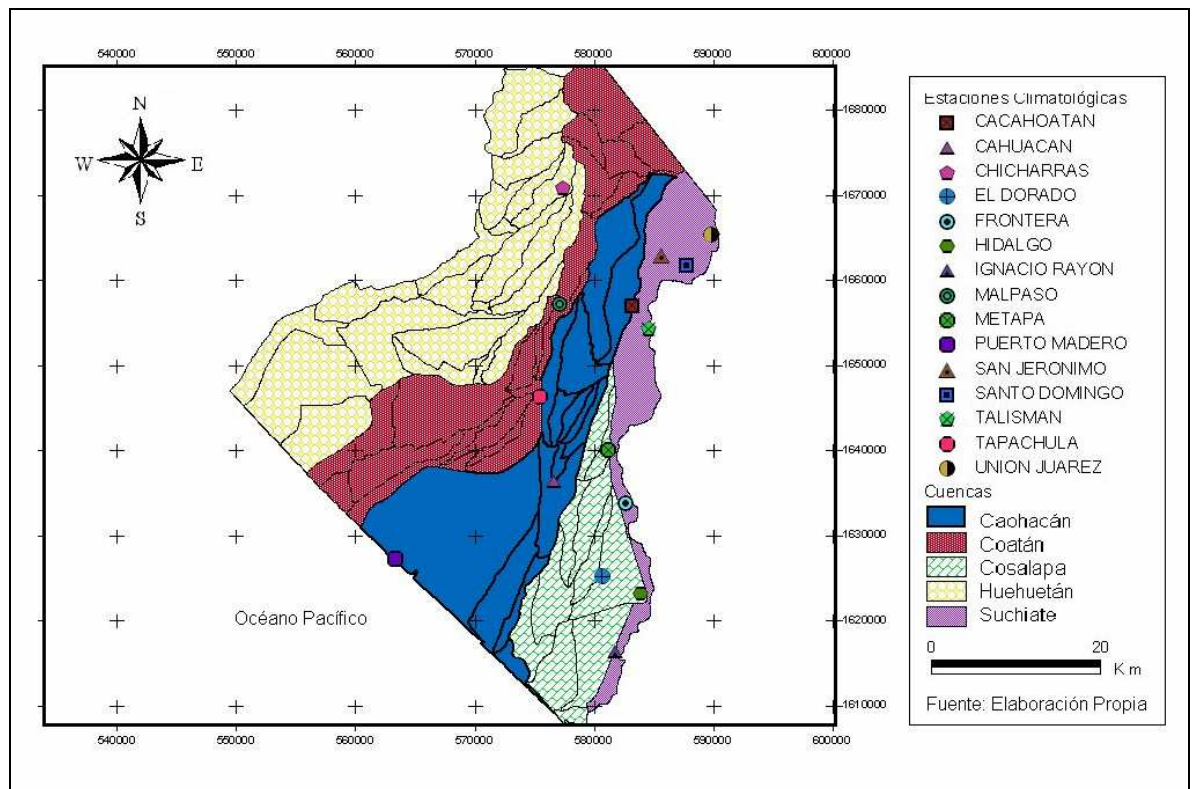 540000 550000 560000 570000 580000 590000 600000
N
W E
S
1680000
1670000
1660000
1650000
1640000
1630000
1620000
1610000
Océano Pacífico
540000 550000 560000 570000 580000 590000 600000
Estaciones Climatológicas
CACAHOATAN
CAHUACAN
CHICHARRAS
EL DORADO
FRONTERA
HIDALGO
IGNACIO RAYON
MALPASO
METAPA
PUERTO MADERO
SAN JERONIMO
SANTO DOMINGO
TALISMAN
TAPACHULA
UNION JUAREZ
Cuencas
Caohacán
Coatán
Cosalapa
Huehuetán
Suchiate
0 20
Km
Fuente: Elaboración Propia